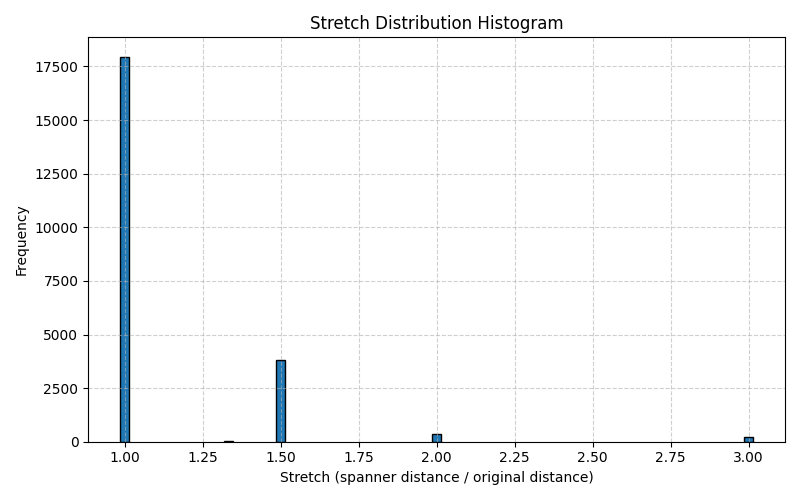 Stretch Distribution Histogram
17500
15000
12500
10000
7500
5000
2500
0
Frequency
1.00 1.25 1.50 1.75 2.00 2.25 2.50 2.75 3.00
Stretch (spanner distance / original distance)